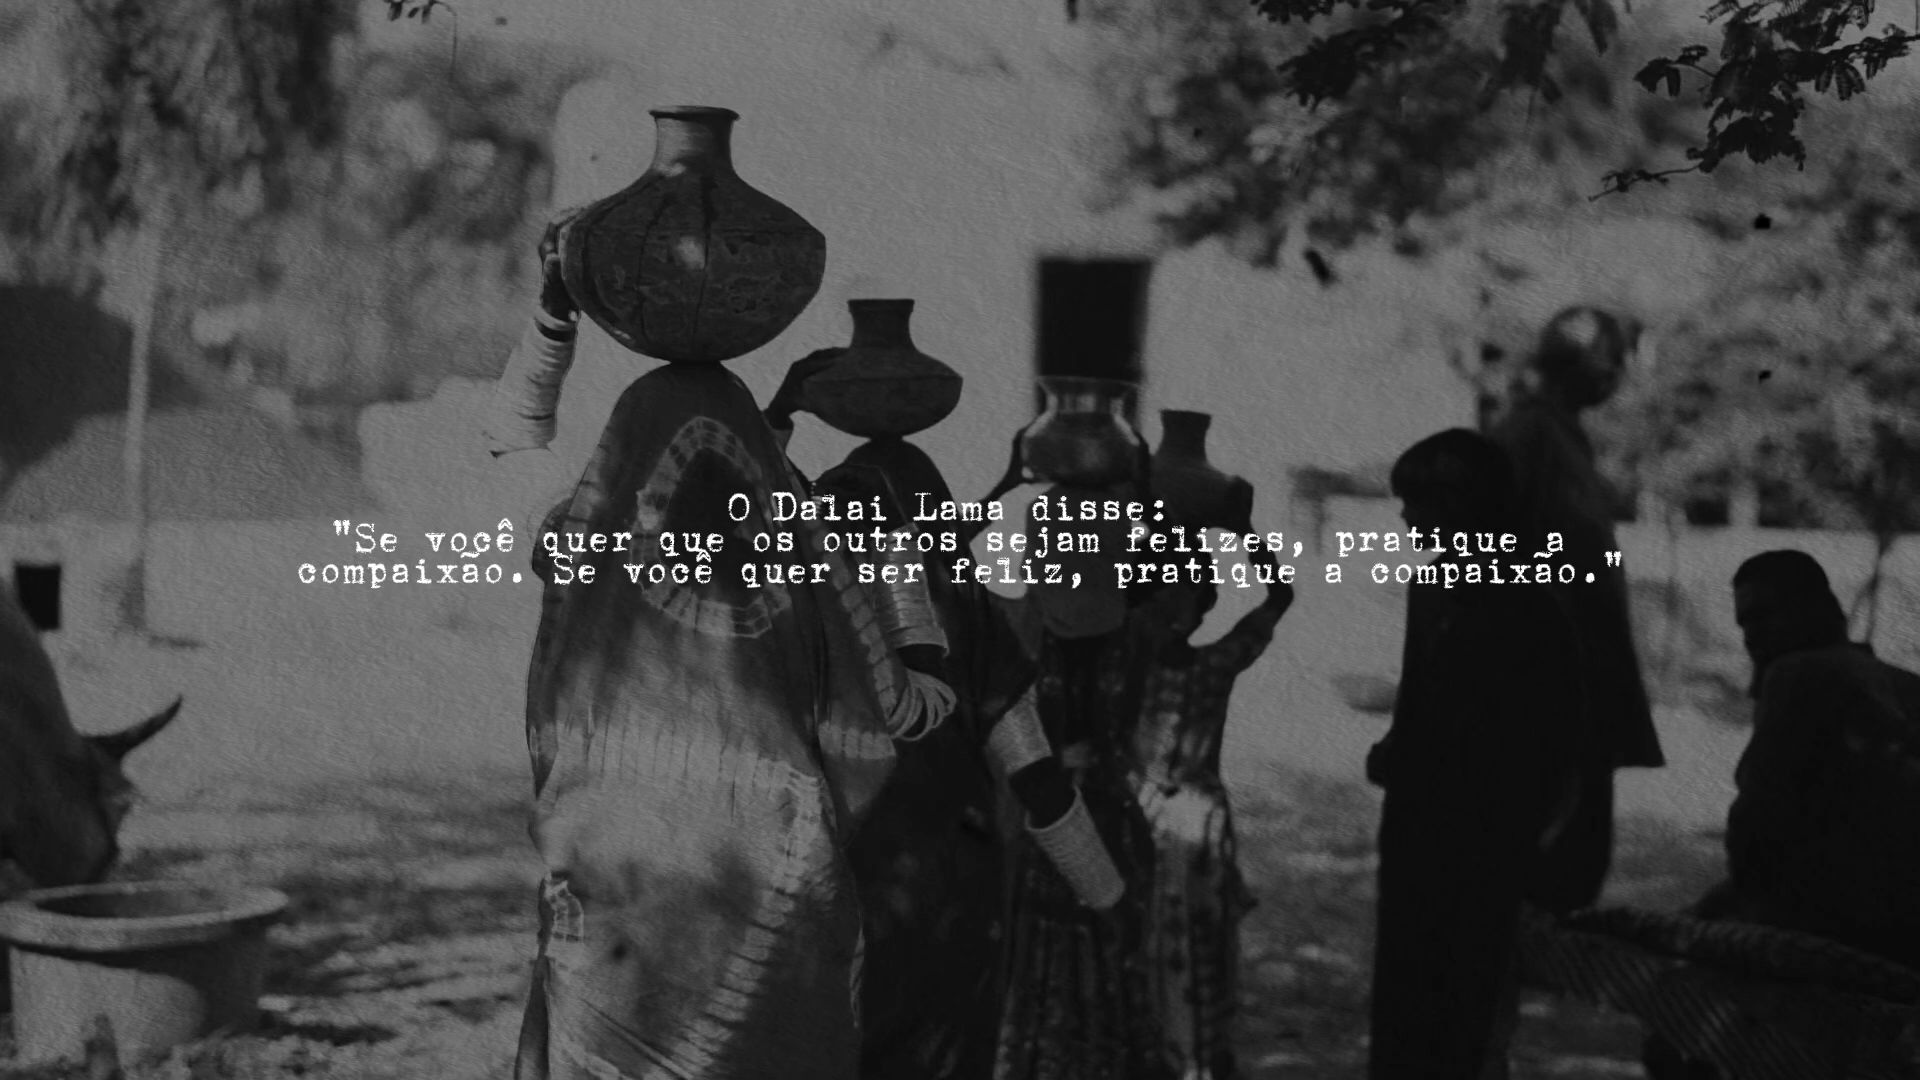 O Dalai Lama disse:
"Se você quer que os outros sejam felizes, pratique a
compaixão. Se você quer ser feliz, pratique a compaixão."